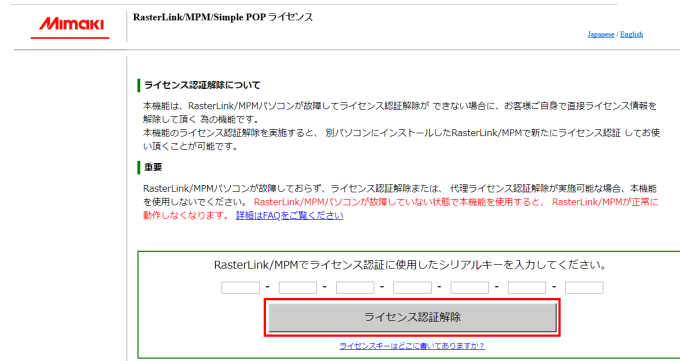 Mimaki
RasterLink/MPM/Simple POP ライセンス
Japanese / English
ライセンス認証解除について
本機能は、RasterLink/MPMパソコンが故障してライセンス認証解除が できない場合に、お客様ご自身で直接ライセンス情報を
解除して頂く 為の機能です。
本機能のライセンス認証解除を実施すると、 別パソコンにインストールしたRasterLink/MPMで新たにライセンス認証 してお使
い頂くことが可能です。
重要
RasterLink/MPMパソコンが故障しておらず、ライセンス認証解除または、 代理ライセンス認証解除が実施可能な場合、本機能
を使用しないでください。 RasterLink/MPMパソコンが故障していない状態で本機能を使用すると、 RasterLink/MPMが正常に
動作しなくなります。 詳細はFAQをご覧ください
RasterLink/MPMでライセンス認証に使用したシリアルキーを入力してください。
- - - - - -
ライセンス認証解除
ライセンスキーはどこに書いてありますか？